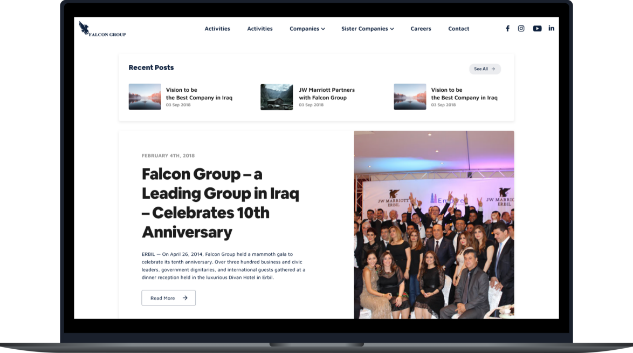 FALCON GROUP
Activities
Activities
Companies
Sister Companies
Careers
Contact
Recent Posts
See All
Vision to be
the Best Company in Iraq
03 Sep 2018
JW Marriott Partners
with Falcon Group
03 Sep 2018
Vision to be
the Best Company in Iraq
03 Sep 2018
FEBRUARY 4TH, 2018
Falcon Group – a
Leading Group in Iraq
– Celebrates 10th
Anniversary
ERBIL — On April 26, 2014, Falcon Group held a mammoth gala to
celebrate its tenth anniversary. Over three hundred business and civic
leaders, government dignitaries, and international guests gathered at a
dinner reception held in the luxurious Divan Hotel in Erbil.
Read More
JW MARRIOTT
ERBIL
JW MARRIO
ERBIL